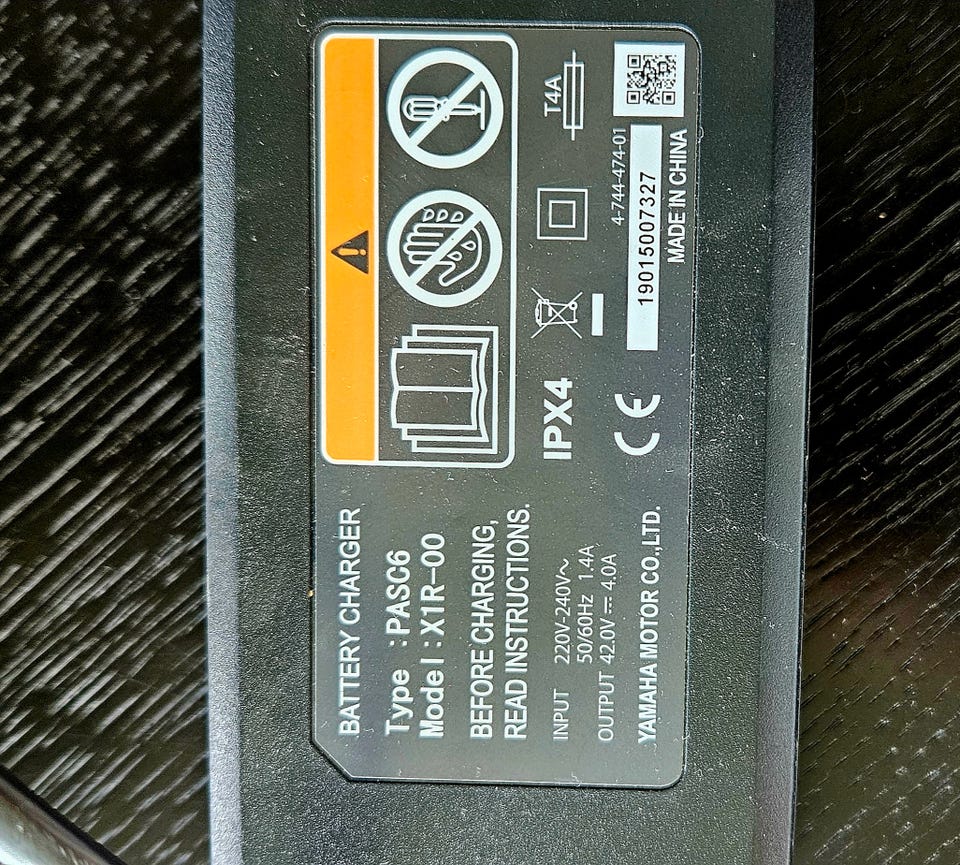 BATTERY CHARGER
Type : PASC6
Model : X1R-00
BEFORE CHARGING,
READ INSTRUCTIONS.
INPUT 220V-240V~
50/60Hz 1.4A
OUTPUT 42.0V ⎓ 4.0A
YAMAHA MOTOR CO.,LTD.
IPX4
CE
T4A
4-744-474-01
19015007327
MADE IN CHINA